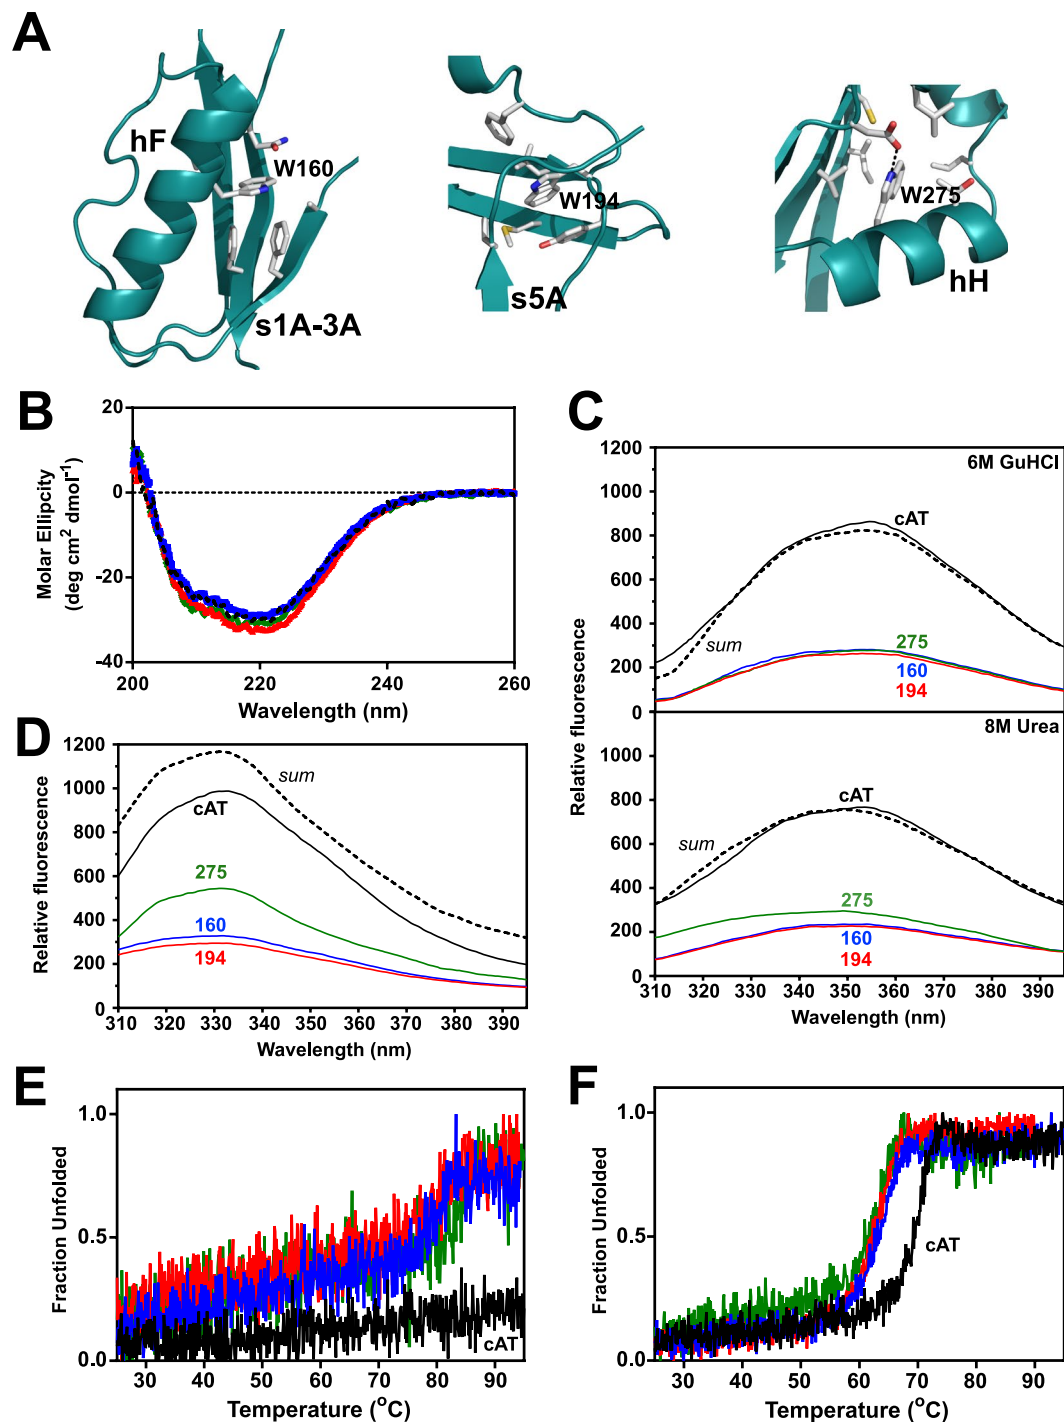 A
hF
W160
s1A-3A
W194
s5A
W275
hH
B
20
0
-20
-40
200
220
240
260
Molar Ellipcity
(deg cm² dmol⁻¹)
Wavelength (nm)
C
1200
1000
800
600
400
200
0
6M GuHCl
cAT
sum
275
160
194
1000
800
600
400
200
0
8M Urea
cAT
sum
275
160
194
310 320 330 340 350 360 370 380 390
Relative fluorescence
Wavelength (nm)
D
1200
1000
800
600
400
200
0
sum
cAT
275
160
194
310 320 330 340 350 360 370 380 390
Relative fluorescence
Wavelength (nm)
E
1.0
0.5
0.0
cAT
30 40 50 60 70 80 90
Fraction Unfolded
Temperature (°C)
F
1.0
0.5
0.0
cAT
30 40 50 60 70 80 90
Fraction Unfolded
Temperature (°C)